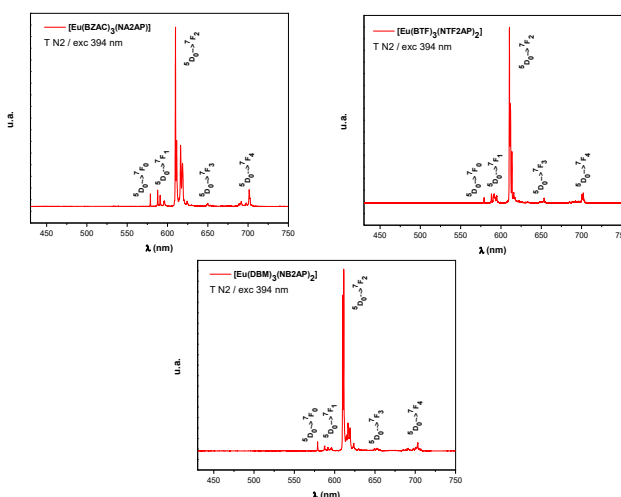 [Eu(BZAC)₃(NA2AP)]
T N2 / exc 394 nm
⁵D₀->⁷F₀
⁵D₀->⁷F₁
⁵D₀->⁷F₂
⁵D₀->⁷F₃
⁵D₀->⁷F₄
u.a.
450 500 550 600 650 700 750
λ (nm)
[Eu(BTF)₃(NTF2AP)₂]
T N2 / exc 394 nm
⁵D₀->⁷F₀
⁵D₀->⁷F₁
⁵D₀->⁷F₂
⁵D₀->⁷F₃
⁵D₀->⁷F₄
u.a.
450 500 550 600 650 700 750
λ (nm)
[Eu(DBM)₃(NB2AP)₂]
T N2 / exc 394 nm
⁵D₀->⁷F₀
⁵D₀->⁷F₁
⁵D₀->⁷F₂
⁵D₀->⁷F₃
⁵D₀->⁷F₄
u.a.
450 500 550 600 650 700 750
λ (nm)